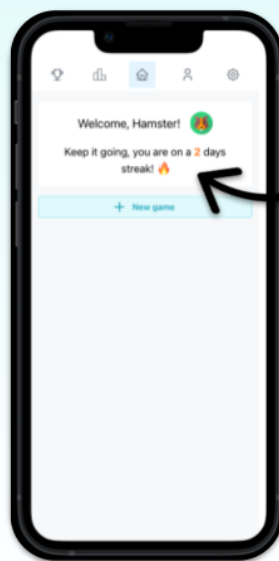 Welcome, Hamster!
Keep it going, you are on a 2 days
streak! 🔥
+ New game